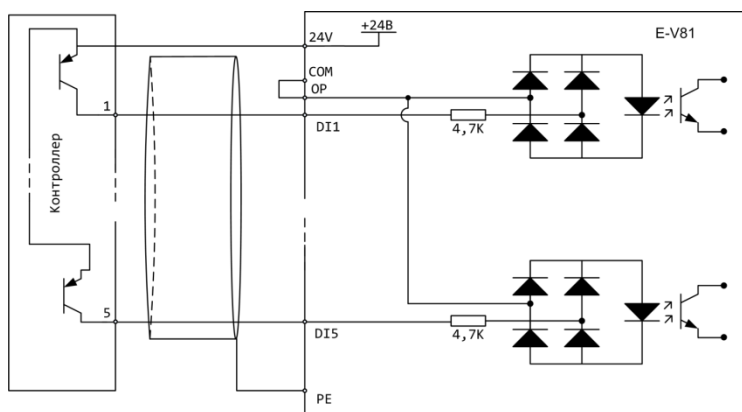 +24В
24V
E-V81
COM
OP
1
DI1
4,7K
Контроллер
5
DI5
4,7K
PE